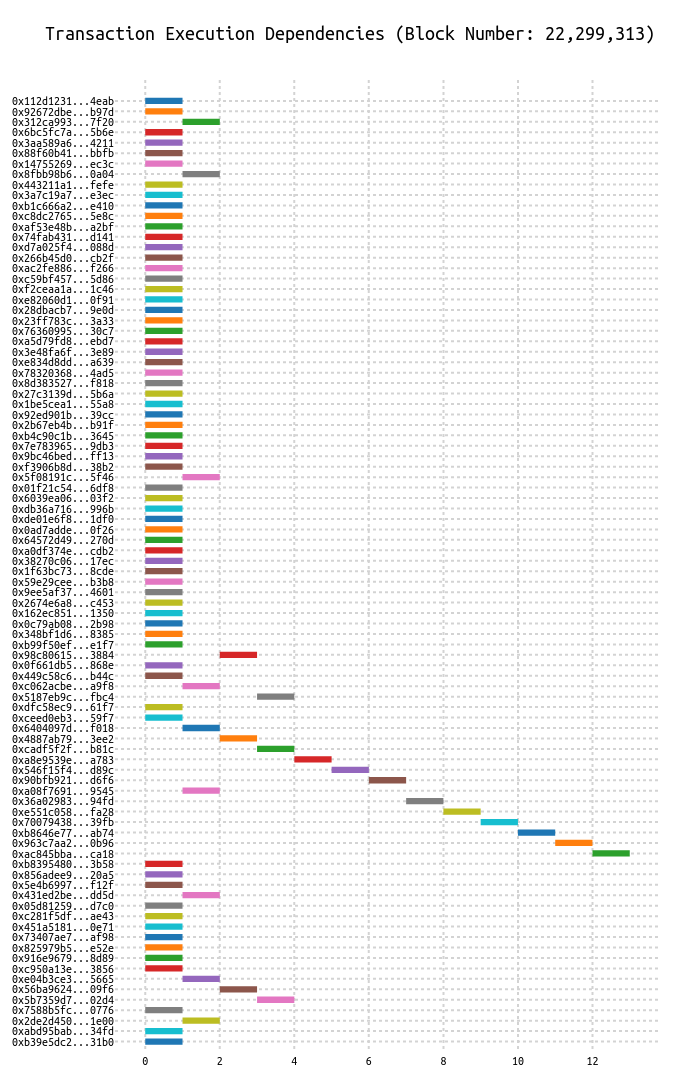 Transaction Execution Dependencies (Block Number: 22,299,313)
0x112d1231...4eab
0x92672dbe...b97d
0x312ca993...7f20
0x6bc5fc7a...5b6e
0x3aa589a6...4211
0x88f60b41...bbfb
0x14755269...ec3c
0x8fbb98b6...0a04
0x443211a1...fefe
0x3a7c19a7...e3ec
0xb1c666a2...e410
0xc8dc2765...5e8c
0xaf53e48b...a2bf
0x74fab431...d141
0xd7a025f4...088d
0x266b45d0...cb2f
0xac2fe886...f266
0xc59bf457...5d86
0xf2ceaa1a...1c46
0xe82060d1...0f91
0x28dbacb7...9e0d
0x23ff783c...3a33
0x76360995...30c7
0xa5d79fd8...ebd7
0x3e48fa6f...3e89
0xe834d8dd...a639
0x78320368...4ad5
0x8d383527...f818
0x27c3139d...5b6a
0x1be5cea1...55a8
0x92ed901b...39cc
0x2b67eb4b...b91f
0xb4c90c1b...3645
0x7e783965...9db3
0x9bc46bed...ff13
0xf3906b8d...38b2
0x5f08191c...5f46
0x01f21c54...6df8
0x6039ea06...03f2
0xdb36a716...996b
0xde01e6f8...1df0
0x0ad7adde...0f26
0x64572d49...270d
0xa0df374e...cdb2
0x38270c06...17ec
0x1f63bc73...8cde
0x59e29cee...b3b8
0x9ee5af37...4601
0x2674e6a8...c453
0x162ec851...1350
0x0c79ab08...2b98
0x348bf1d6...8385
0xb99f50ef...e1f7
0x98c80615...3884
0x0f661db5...868e
0x449c58c6...b44c
0xc062acbe...a9f8
0x5187eb9c...fbc4
0xdfc58ec9...61f7
0xceed0eb3...59f7
0x6404097d...f018
0x4887ab79...3ee2
0xcadf5f2f...b81c
0xa8e9539e...a783
0x546f15f4...d89c
0x90bfb921...d6f6
0xa08f7691...9545
0x36a02983...94fd
0xe551c058...fa28
0x70079438...39fb
0xb8646e77...ab74
0x963c7aa2...0b96
0xac845bba...ca18
0xb8395480...3b58
0x856adee9...20a5
0x5e4b6997...f12f
0x431ed2be...dd5d
0x05d81259...d7c0
0xc281f5df...ae43
0x451a5181...0e71
0x73407ae7...af98
0x825979b5...e52e
0x916e9679...8d89
0xc950a13e...3856
0xe04b3ce3...5665
0x56ba9624...09f6
0x5b7359d7...02d4
0x7588b5fc...0776
0x2de2d450...1e00
0xabd95bab...34fd
0xb39e5dc2...31b0
0 2 4 6 8 10 12